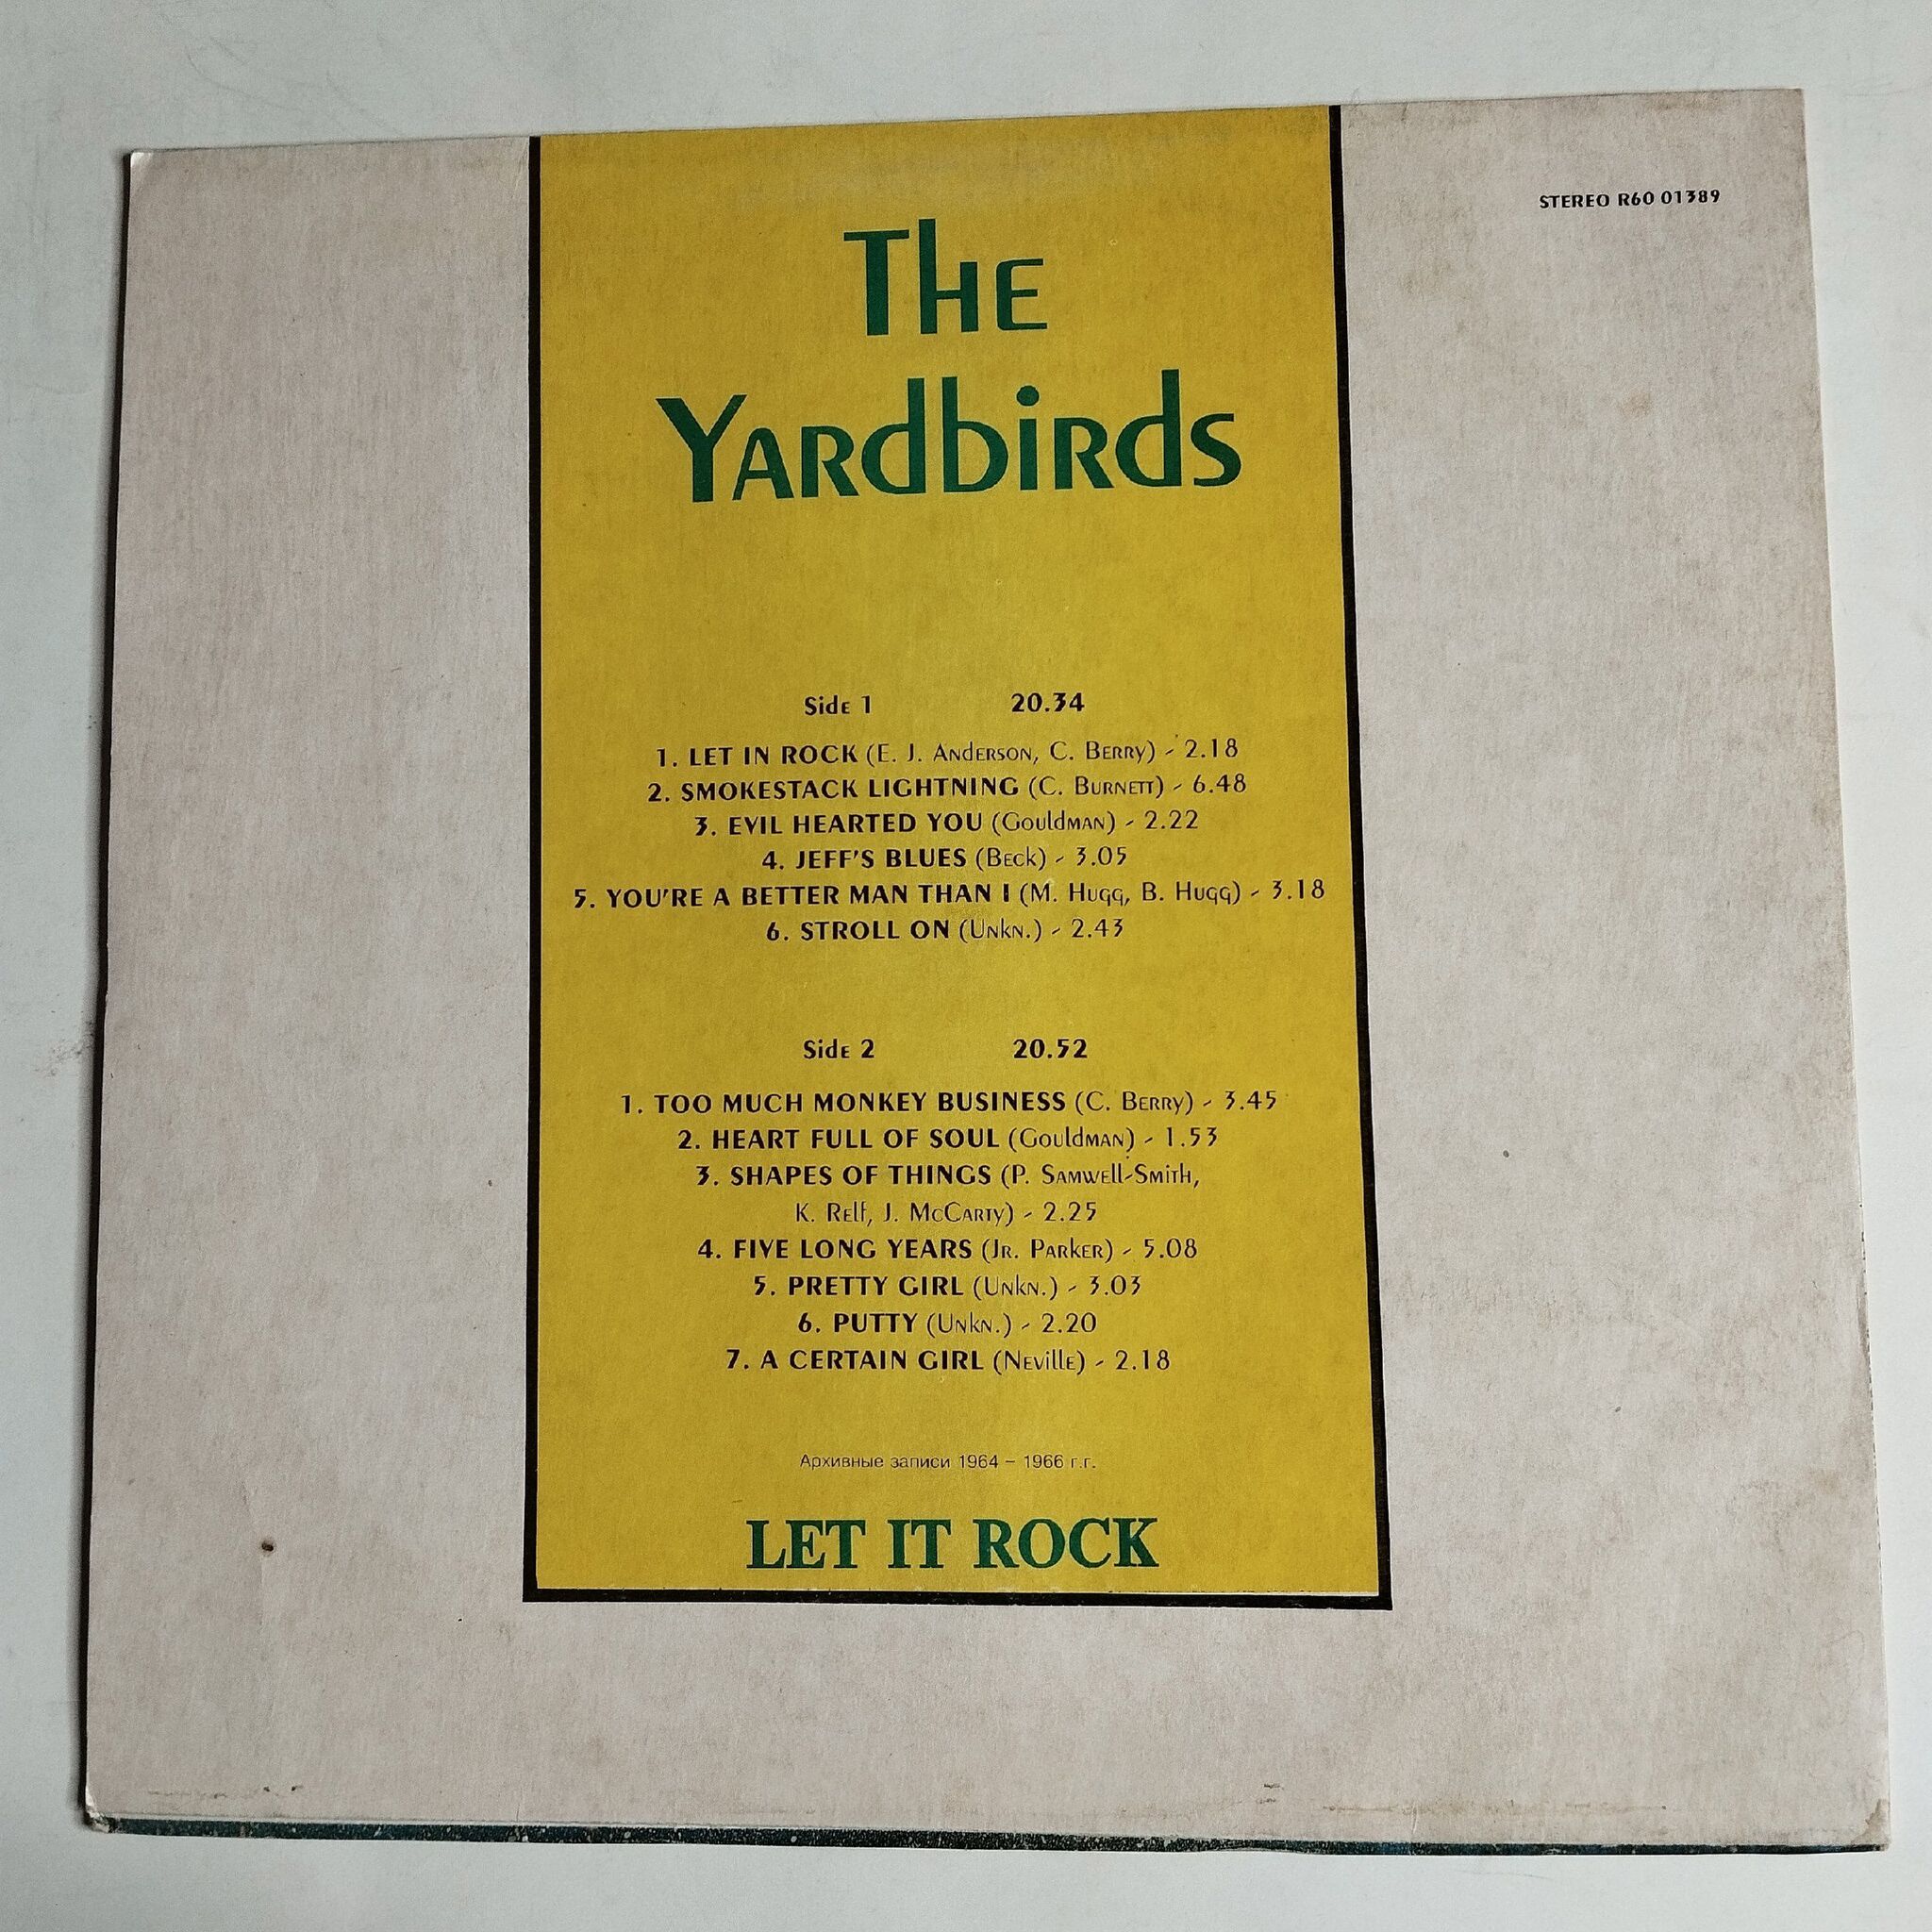 STEREO R60 01389
The
Yardbirds
Side 1 20.34
1. LET IN ROCK (E. J. Anderson, C. Berry) - 2.18
2. SMOKESTACK LIGHTNING (C. Burnett) - 6.48
3. EVIL HEARTED YOU (Gouldman) - 2.22
4. JEFF'S BLUES (Beck) - 3.05
5. YOU'RE A BETTER MAN THAN I (M. Hugg, B. Hugg) - 3.18
6. STROLL ON (Unkn.) - 2.43
Side 2 20.52
1. TOO MUCH MONKEY BUSINESS (C. Berry) - 3.45
2. HEART FULL OF SOUL (Gouldman) - 1.53
3. SHAPES OF THINGS (P. Samwell-Smith,
K. Relf, J. McCarty) - 2.25
4. FIVE LONG YEARS (Jr. Parker) - 5.08
5. PRETTY GIRL (Unkn.) - 3.03
6. PUTTY (Unkn.) - 2.20
7. A CERTAIN GIRL (Neville) - 2.18
Архивные записи 1964 – 1966 г.г.
LET IT ROCK